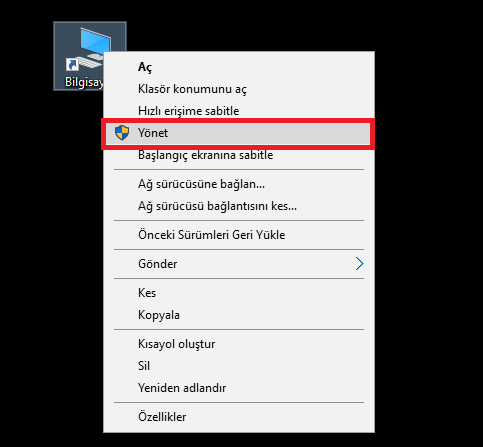 Aç
Bilgisay
Klasör konumunu aç
Hızlı erişime sabitle
Yönet
Başlangıç ekranına sabitle
Ağ sürücüsüne bağlan...
Ağ sürücüsü bağlantısını kes...
Önceki Sürümleri Geri Yükle
Gönder
Kes
Kopyala
Kısayol oluştur
Sil
Yeniden adlandır
Özellikler